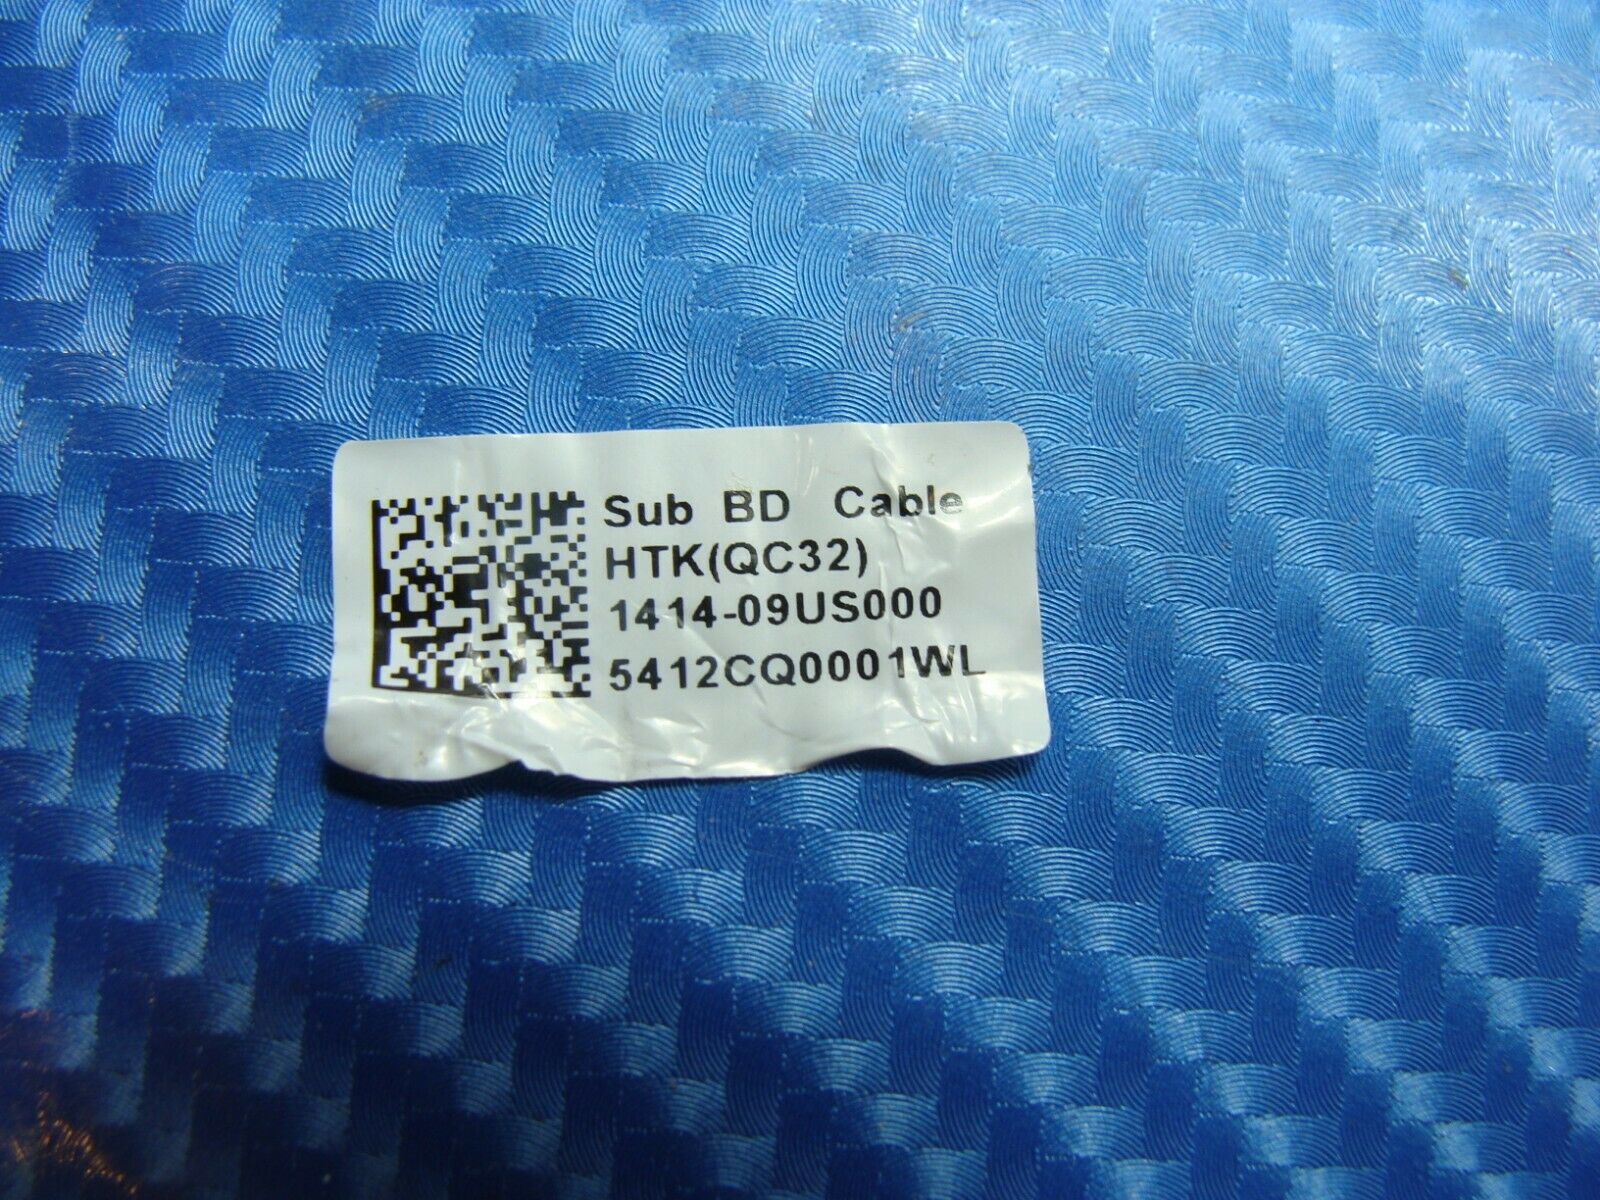 Sub BD Cable
HTK(QC32)
1414-09US000
5412CQ0001WL